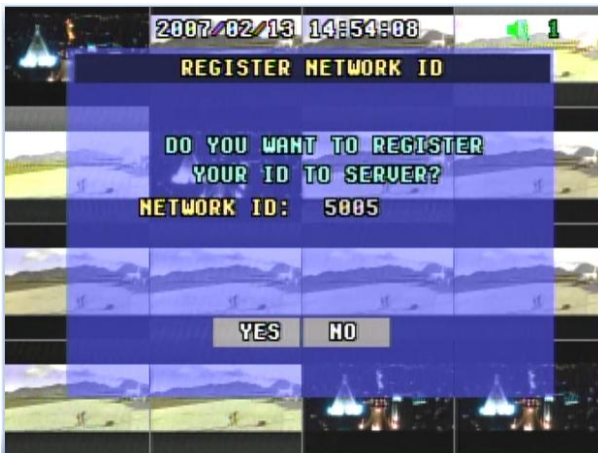 2007/02/13 14:54:08 1
REGISTER NETWORK ID
DO YOU WANT TO REGISTER
YOUR ID TO SERVER?
NETWORK ID: 5005
YES NO